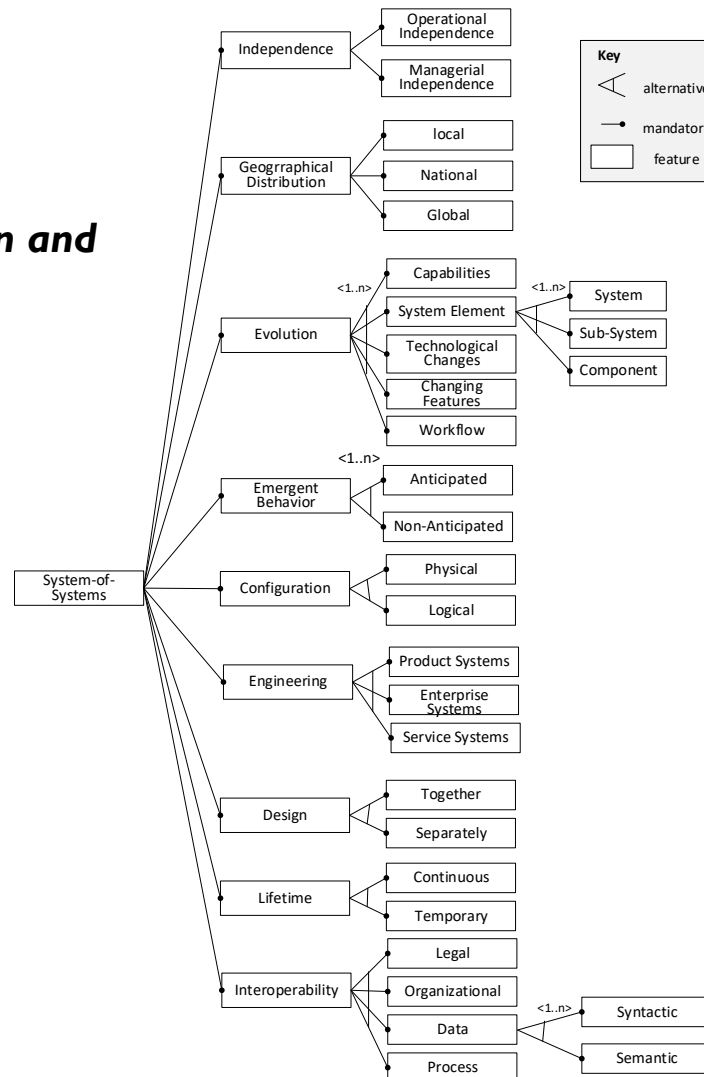 n and
Key
alternative
mandator
feature
System-of-
Systems
Independence
Operational
Independence
Managerial
Independence
Geogrraphical
Distribution
local
National
Global
Evolution
<1..n>
Capabilities
System Element
<1..n>
System
Sub-System
Component
Technological
Changes
Changing
Features
Workflow
Emergent
Behavior
<1..n>
Anticipated
Non-Anticipated
Configuration
Physical
Logical
Engineering
Product Systems
Enterprise
Systems
Service Systems
Design
Together
Separately
Lifetime
Continuous
Temporary
Interoperability
Legal
Organizational
Data
<1..n>
Syntactic
Semantic
Process